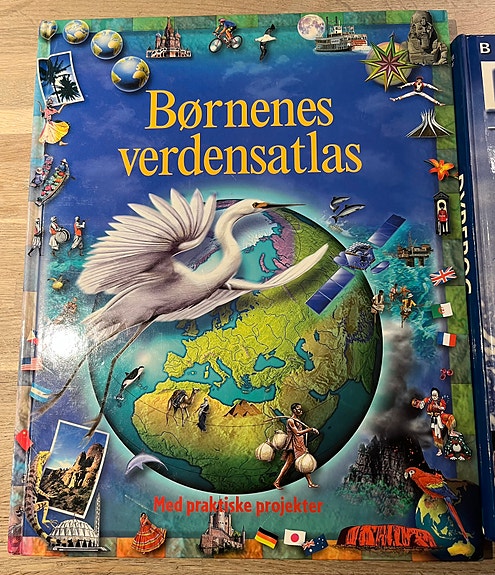 Børnenes
verdensatlas
Med praktiske projekter
B